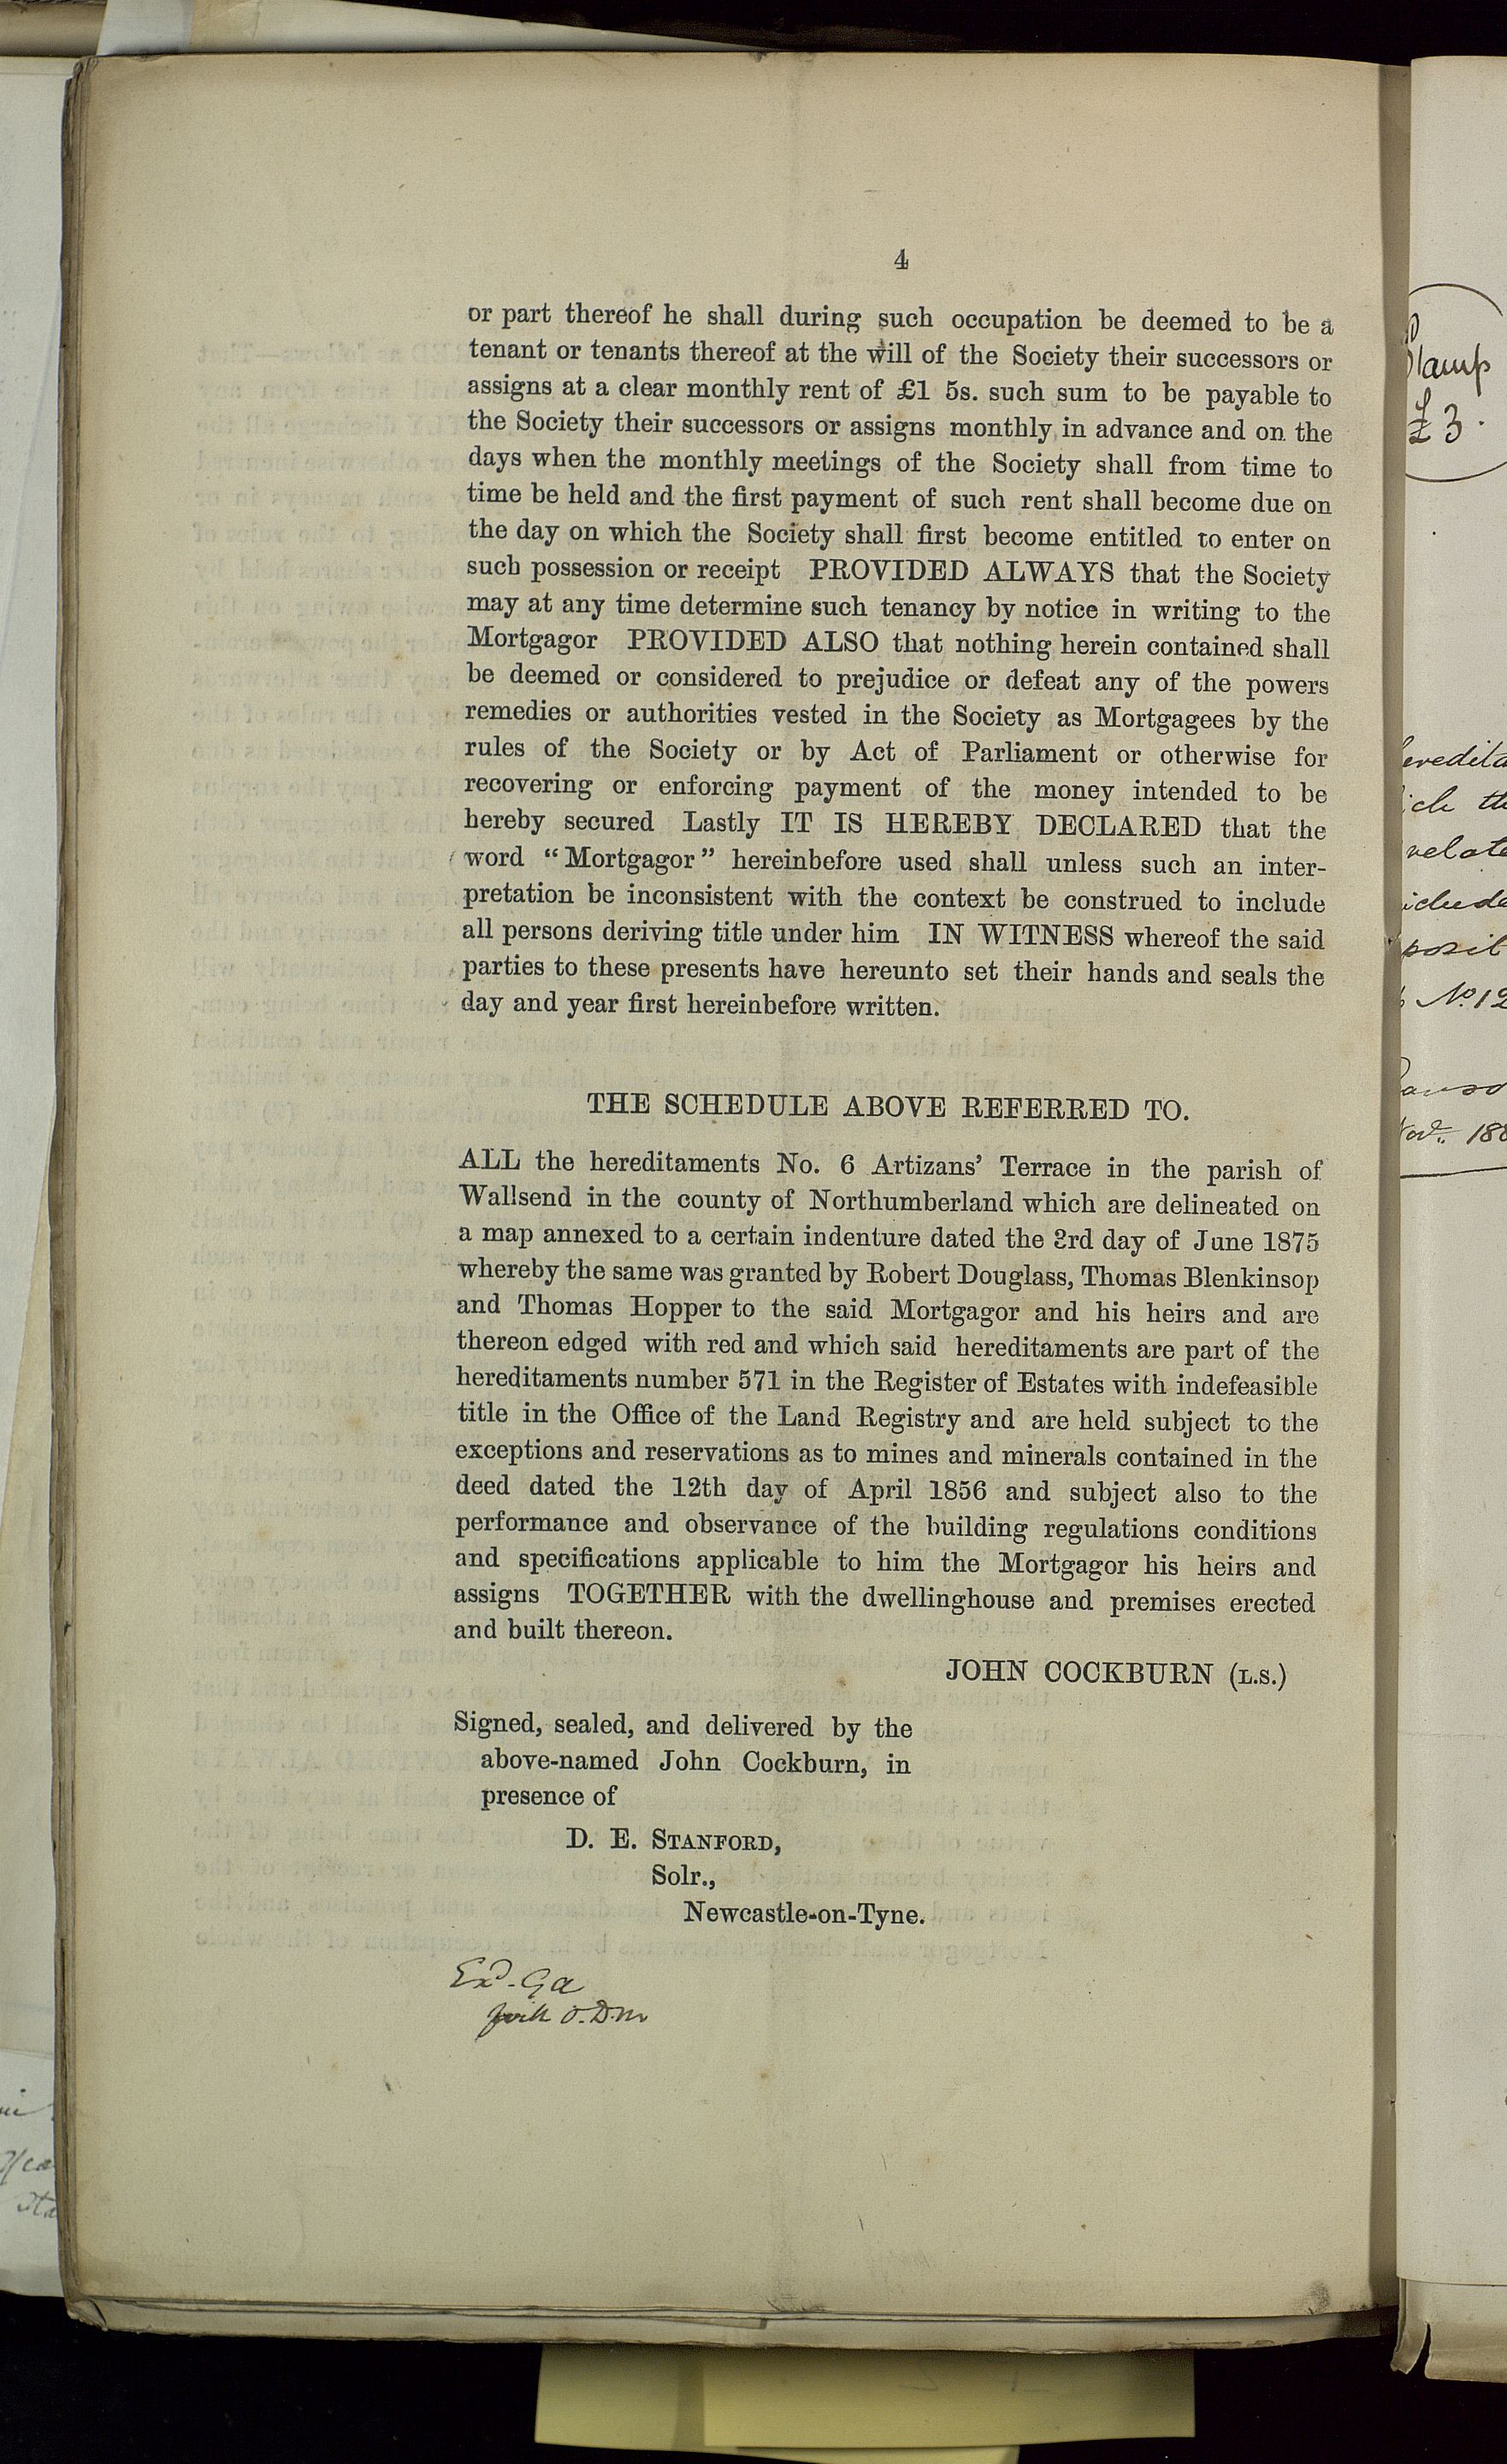 4
or part thereof he shall during such occupation be deemed to be a
tenant or tenants thereof at the will of the Society their successors or
assigns at a clear monthly rent of £1 5s. such sum to be payable to
the Society their successors or assigns monthly in advance and on the
days when the monthly meetings of the Society shall from time to
time be held and the first payment of such rent shall become due on
the day on which the Society shall first become entitled to enter on
such possession or receipt PROVIDED ALWAYS that the Society
may at any time determine such tenancy by notice in writing to the
Mortgagor PROVIDED ALSO that nothing herein contained shall
be deemed or considered to prejudice or defeat any of the powers
remedies or authorities vested in the Society as Mortgagees by the
rules of the Society or by Act of Parliament or otherwise for
recovering or enforcing payment of the money intended to be
hereby secured Lastly IT IS HEREBY DECLARED that the
word “Mortgagor” hereinbefore used shall unless such an inter-
pretation be inconsistent with the context be construed to include
all persons deriving title under him IN WITNESS whereof the said
parties to these presents have hereunto set their hands and seals the
day and year first hereinbefore written.
THE SCHEDULE ABOVE REFERRED TO.
ALL the hereditaments No. 6 Artizans’ Terrace in the parish of
Wallsend in the county of Northumberland which are delineated on
a map annexed to a certain indenture dated the 3rd day of June 1875
whereby the same was granted by Robert Douglass, Thomas Blenkinsop
and Thomas Hopper to the said Mortgagor and his heirs and are
thereon edged with red and which said hereditaments are part of the
hereditaments number 571 in the Register of Estates with indefeasible
title in the Office of the Land Registry and are held subject to the
exceptions and reservations as to mines and minerals contained in the
deed dated the 12th day of April 1856 and subject also to the
performance and observance of the building regulations conditions
and specifications applicable to him the Mortgagor his heirs and
assigns TOGETHER with the dwellinghouse and premises erected
and built thereon.
JOHN COCKBURN (L.S.)
Signed, sealed, and delivered by the
above-named John Cockburn, in
presence of
D. E. STANFORD,
Solr.,
Newcastle-on-Tyne.
Exd. Ga
with O.D.m
Stamp
£3.
No. 12